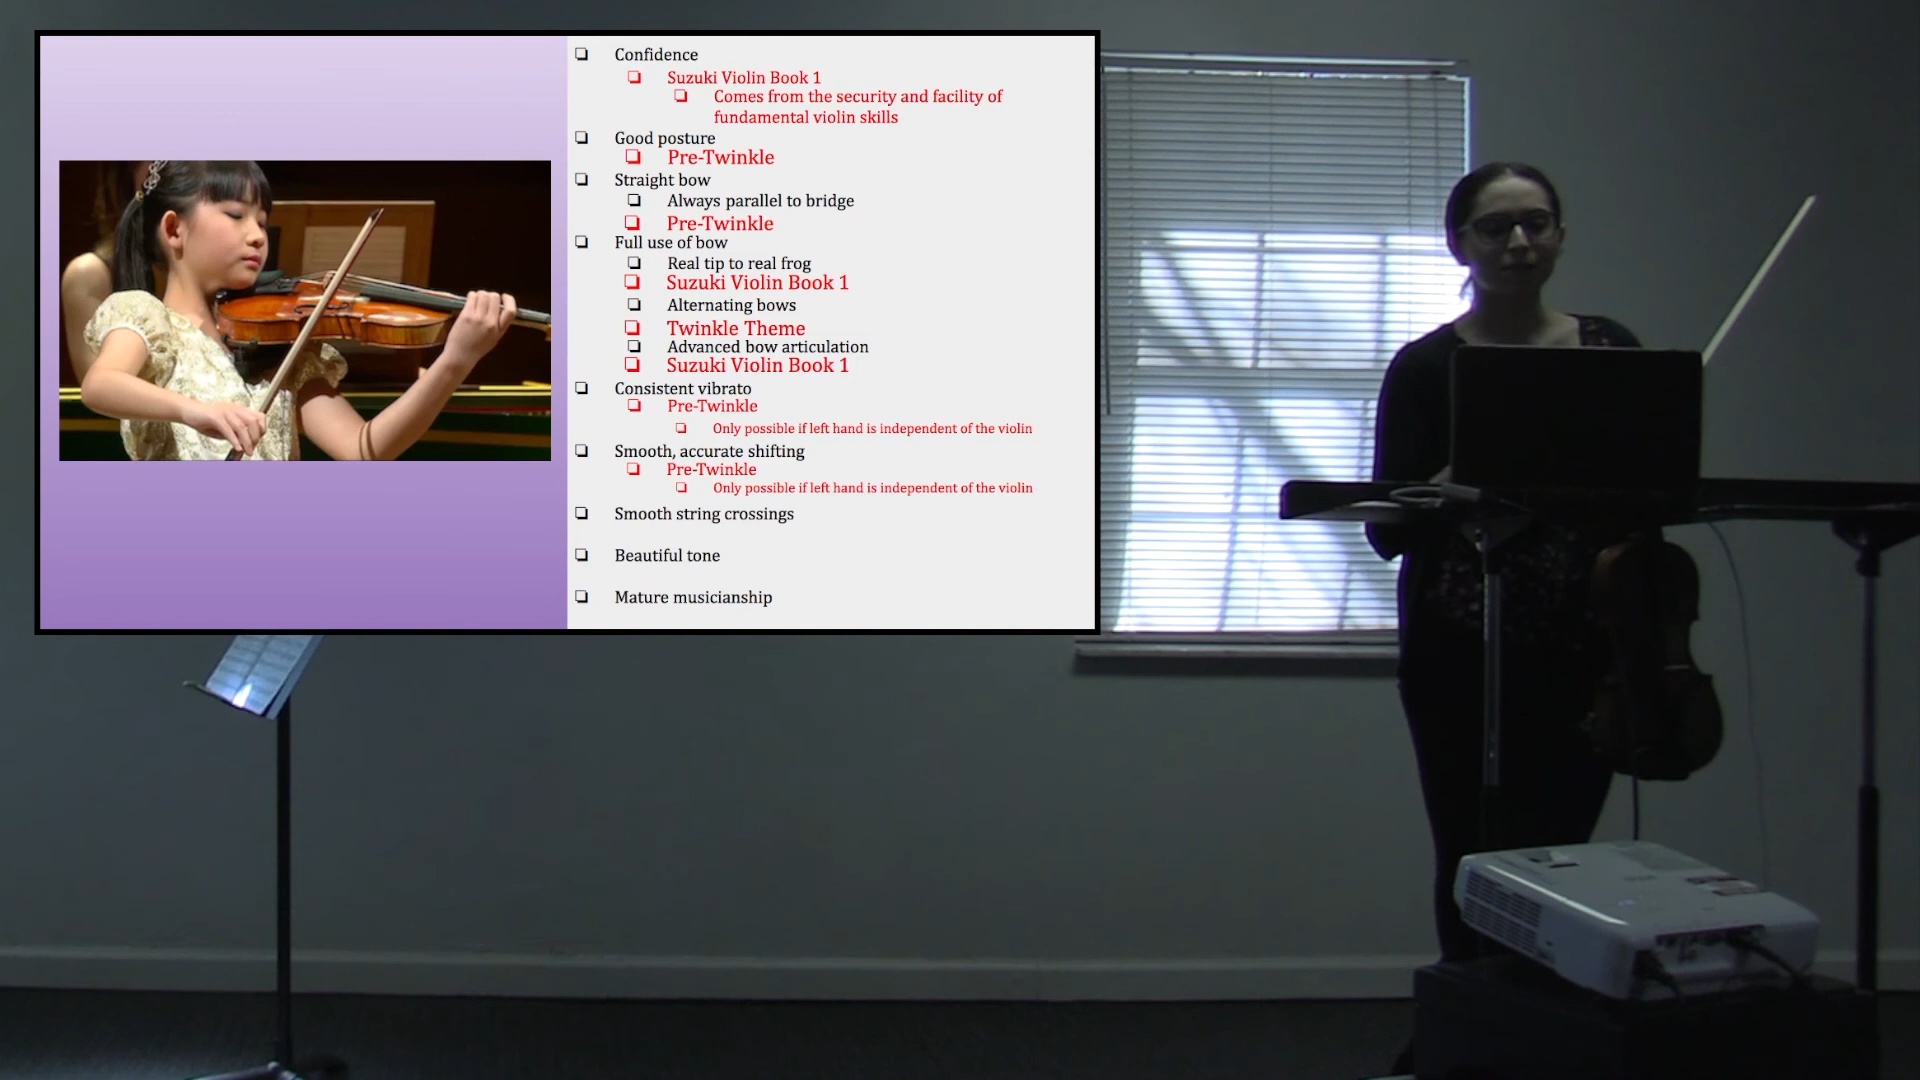 ❏ Confidence
❏ Suzuki Violin Book 1
❏ Comes from the security and facility of
fundamental violin skills
❏ Good posture
❏ Pre-Twinkle
❏ Straight bow
❏ Always parallel to bridge
❏ Pre-Twinkle
❏ Full use of bow
❏ Real tip to real frog
❏ Suzuki Violin Book 1
❏ Alternating bows
❏ Twinkle Theme
❏ Advanced bow articulation
❏ Suzuki Violin Book 1
❏ Consistent vibrato
❏ Pre-Twinkle
❏ Only possible if left hand is independent of the violin
❏ Smooth, accurate shifting
❏ Pre-Twinkle
❏ Only possible if left hand is independent of the violin
❏ Smooth string crossings
❏ Beautiful tone
❏ Mature musicianship